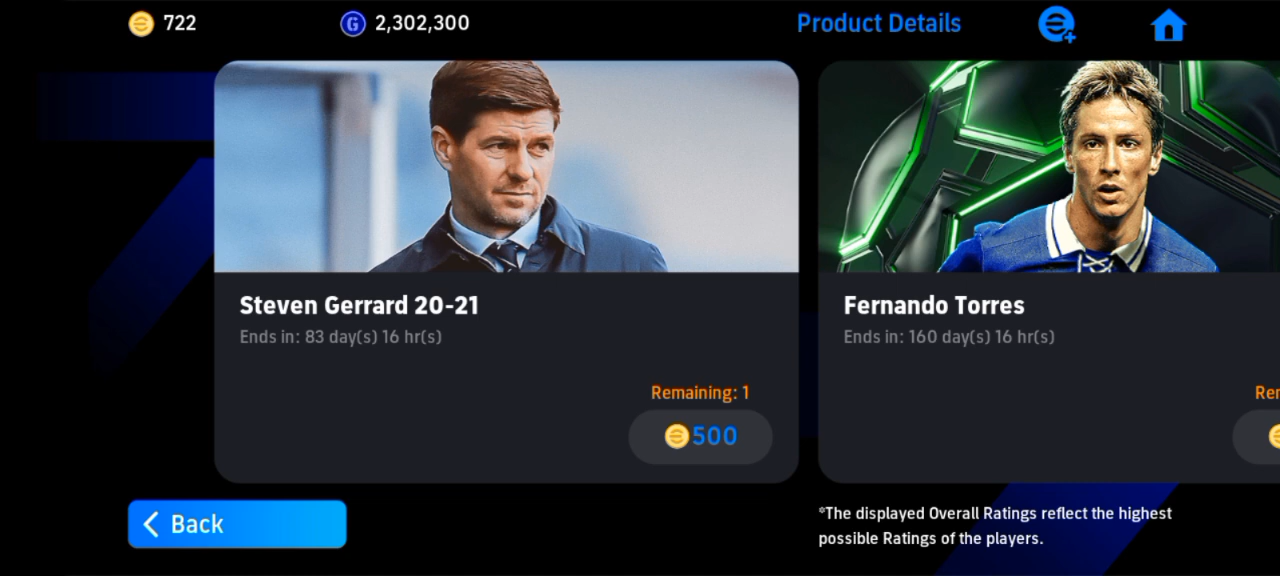 722
2,302,300
Product Details
Steven Gerrard 20-21
Ends in: 83 day(s) 16 hr(s)
Remaining: 1
500
Fernando Torres
Ends in: 160 day(s) 16 hr(s)
Back
*The displayed Overall Ratings reflect the highest
possible Ratings of the players.